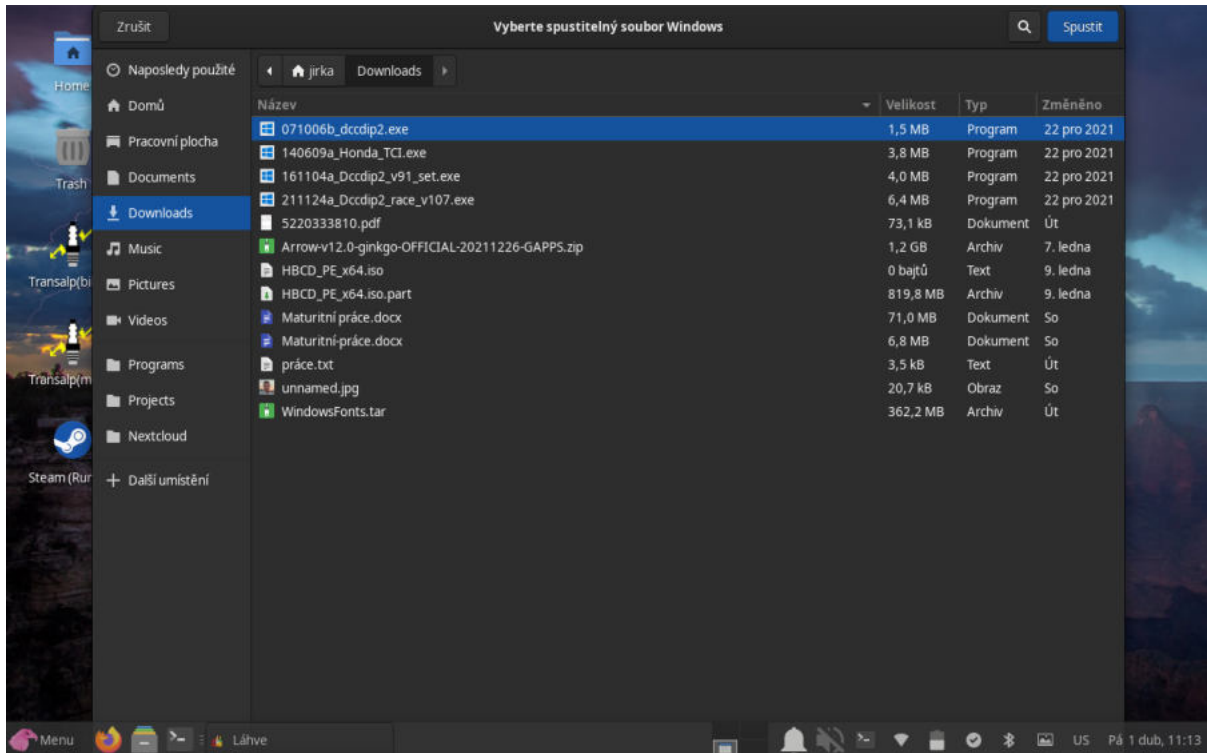 Zrušit
Vyberte spustitelný soubor Windows
Spustit
Home
Trash
Transalp(bi
Transalp(m
Steam (Rur
Naposledy použité
Domů
Pracovní plocha
Documents
Downloads
Music
Pictures
Videos
Programs
Projects
Nextcloud
Další umístění
jirka Downloads
Název Velikost Typ Změněno
071006b_dccdip2.exe 1,5 MB Program 22 pro 2021
140609a_Honda_TCI.exe 3,8 MB Program 22 pro 2021
161104a_Dccdip2_v91_set.exe 4,0 MB Program 22 pro 2021
211124a_Dccdip2_race_v107.exe 6,4 MB Program 22 pro 2021
5220333810.pdf 73,1 kB Dokument Út
Arrow-v12.0-ginkgo-OFFICIAL-20211226-GAPPS.zip 1,2 GB Archiv 7. ledna
HBCD_PE_x64.iso 0 bajtů Text 9. ledna
HBCD_PE_x64.iso.part 819,8 MB Archiv 9. ledna
Maturitní práce.docx 71,0 MB Dokument So
Maturitní-práce.docx 6,8 MB Dokument So
práce.txt 3,5 kB Text Út
unnamed.jpg 20,7 kB Obraz So
WindowsFonts.tar 362,2 MB Archiv Út
Menu Láhve US Pá 1 dub, 11:13